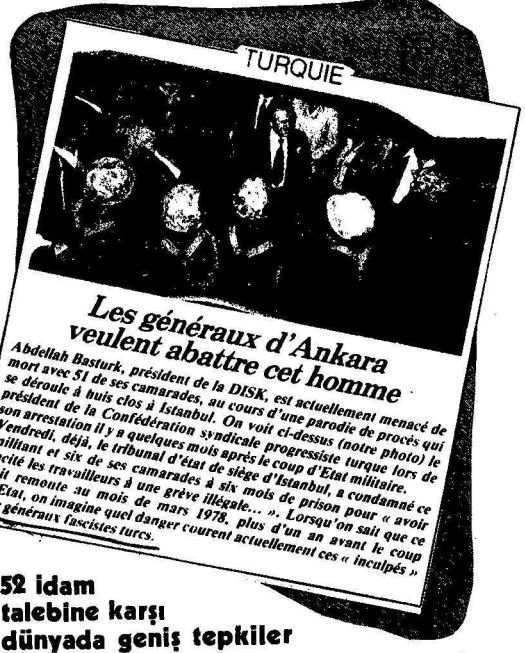 TURQUIE
Les généraux d'Ankara
veulent abattre cet homme
Abdellah Basturk, président de la DISK, est actuellement menacé de
mort avec 51 de ses camarades, au cours d'une parodie de procés qui
se déroule à huis clos à Istanbul. On voit ci-dessus (notre photo) le
président de la Confédération syndicale progressiste turque lors de
son arrestation il y a quelques mois après le coup d'Etat militaire.
Vendredi, déjà, le tribunal d'état de siège d'Istanbul, a condamné ce
militant et six de ses camarades à six mois de prison pour « avoir
les travailleurs à une grève illégale... ». Lorsqu'on sait que ce
remoute au mois de mars 1978, plus d'un an avant le coup
Etat, on imagine quel danger courent actuellement ces « inculpés »
généraux fascistes turcs.
52 idam
talebine karşı
dünyada geniş tepkiler